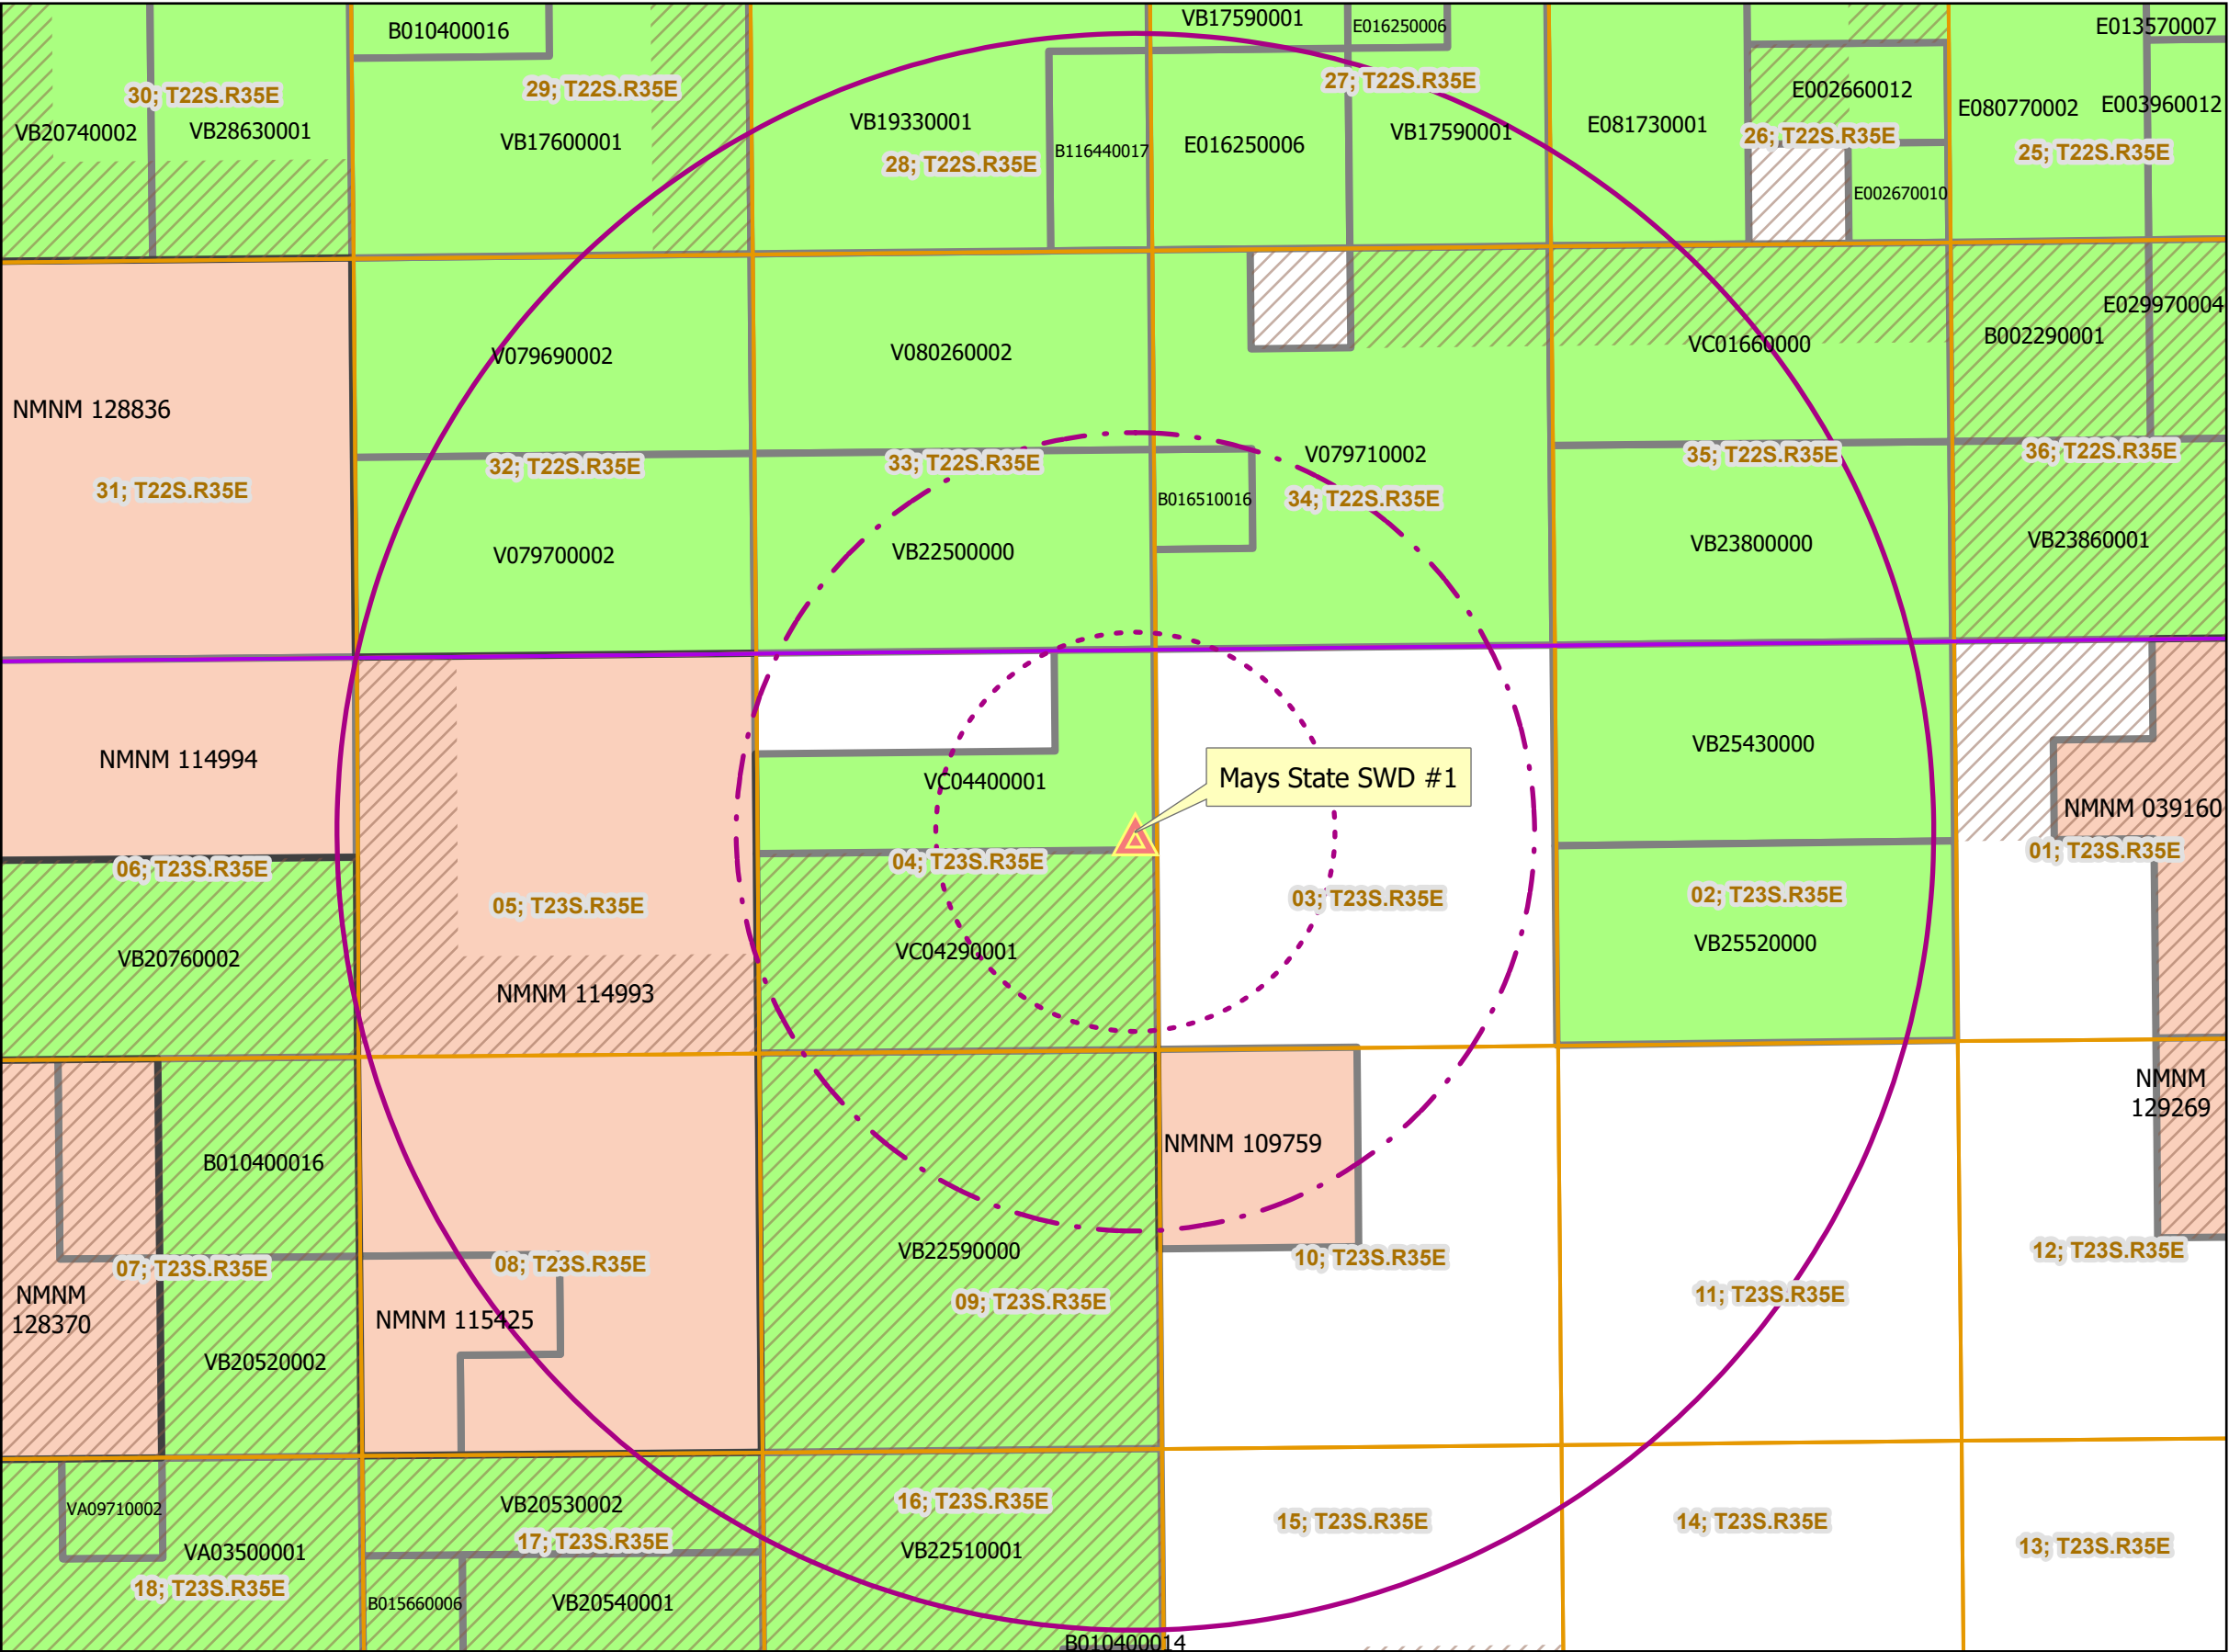 VB17590001
E016250006
E013570007
B010400016
29; T22S.R35E
27; T22S.R35E
30; T22S.R35E
E002660012
E080770002
E003960012
VB20740002
VB28630001
VB17600001
VB19330001
B116440017
E016250006
VB17590001
E081730001
26; T22S.R35E
25; T22S.R35E
28; T22S.R35E
E002670010
E029970004
B002290001
V079690002
V080260002
VC01660000
NMNM 128836
V079710002
32; T22S.R35E
33; T22S.R35E
35; T22S.R35E
36; T22S.R35E
31; T22S.R35E
B016510016
34; T22S.R35E
V079700002
VB22500000
VB23800000
VB23860001
NMNM 114994
VC04400001
Mays State SWD #1
VB25430000
NMNM 039160
06; T23S.R35E
04; T23S.R35E
01; T23S.R35E
05; T23S.R35E
03; T23S.R35E
02; T23S.R35E
VB20760002
VC04290001
VB25520000
NMNM 114993
NMNM
129269
B010400016
NMNM 109759
07; T23S.R35E
08; T23S.R35E
VB22590000
10; T23S.R35E
12; T23S.R35E
NMNM
128370
NMNM 115425
09; T23S.R35E
11; T23S.R35E
VB20520002
VA09710002
VB20530002
16; T23S.R35E
15; T23S.R35E
14; T23S.R35E
17; T23S.R35E
13; T23S.R35E
VA03500001
VB22510001
18; T23S.R35E
B015660006
VB20540001
B010400014